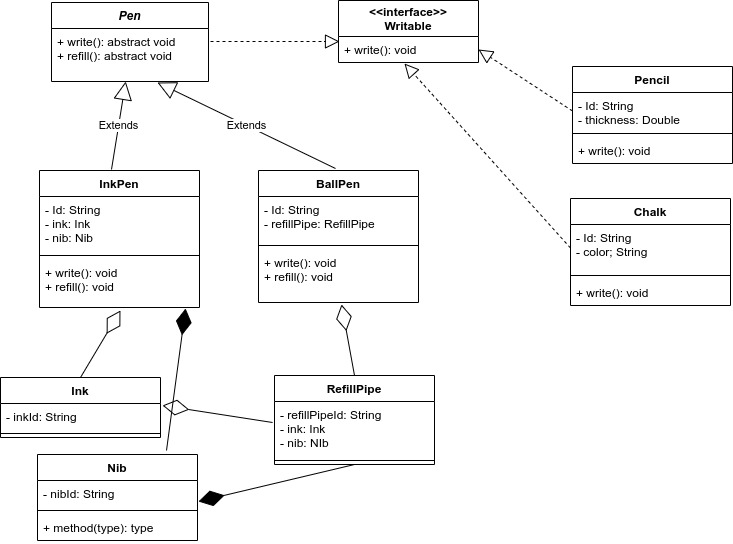 Pen
+ write(): abstract void
+ refill(): abstract void
<<interface>>
Writable
+ write(): void
Pencil
- Id: String
- thickness: Double
+ write(): void
Extends
Extends
InkPen
- Id: String
- ink: Ink
- nib: Nib
+ write(): void
+ refill(): void
BallPen
- Id: String
- refillPipe: RefillPipe
+ write(): void
+ refill(): void
Chalk
- Id: String
- color; String
+ write(): void
Ink
- inkId: String
RefillPipe
- refillPipeId: String
- ink: Ink
- nib: NIb
Nib
- nibId: String
+ method(type): type